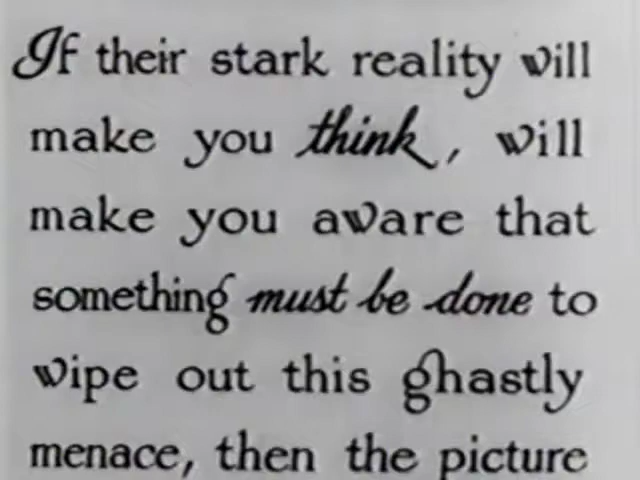 If their stark reality will
make you think, will
make you aware that
something must be done to
wipe out this ghastly
menace, then the picture